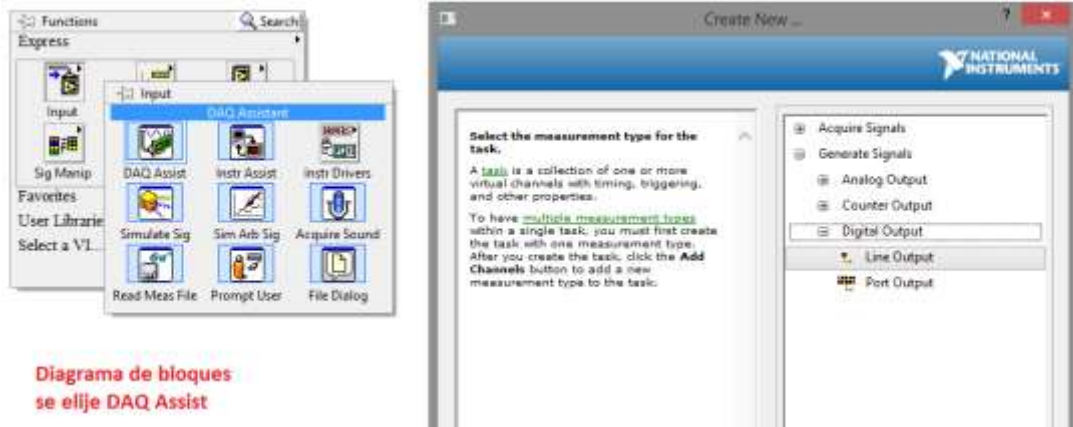 Functions
Search
Express
Input
Sig Manip
Favorites
User Librarie
Select a VI...
Input
DAQ Assistant
DAQ Assist
Instr Assist
Instr Drivers
Simulate Sig
Sim Arb Sig
Acquire Sound
Read Meas File
Prompt User
File Dialog
Diagrama de bloques
se elije DAQ Assist
Create New ...
?
NATIONAL
INSTRUMENTS
Select the measurement type for the
task.
A task is a collection of one or more
virtual channels with timing, triggering,
and other properties.
To have multiple measurement types
within a single task, you must first create
the task with one measurement type.
After you create the task, click the Add
Channels button to add a new
measurement type to the task.
Acquire Signals
Generate Signals
Analog Output
Counter Output
Digital Output
Line Output
Port Output